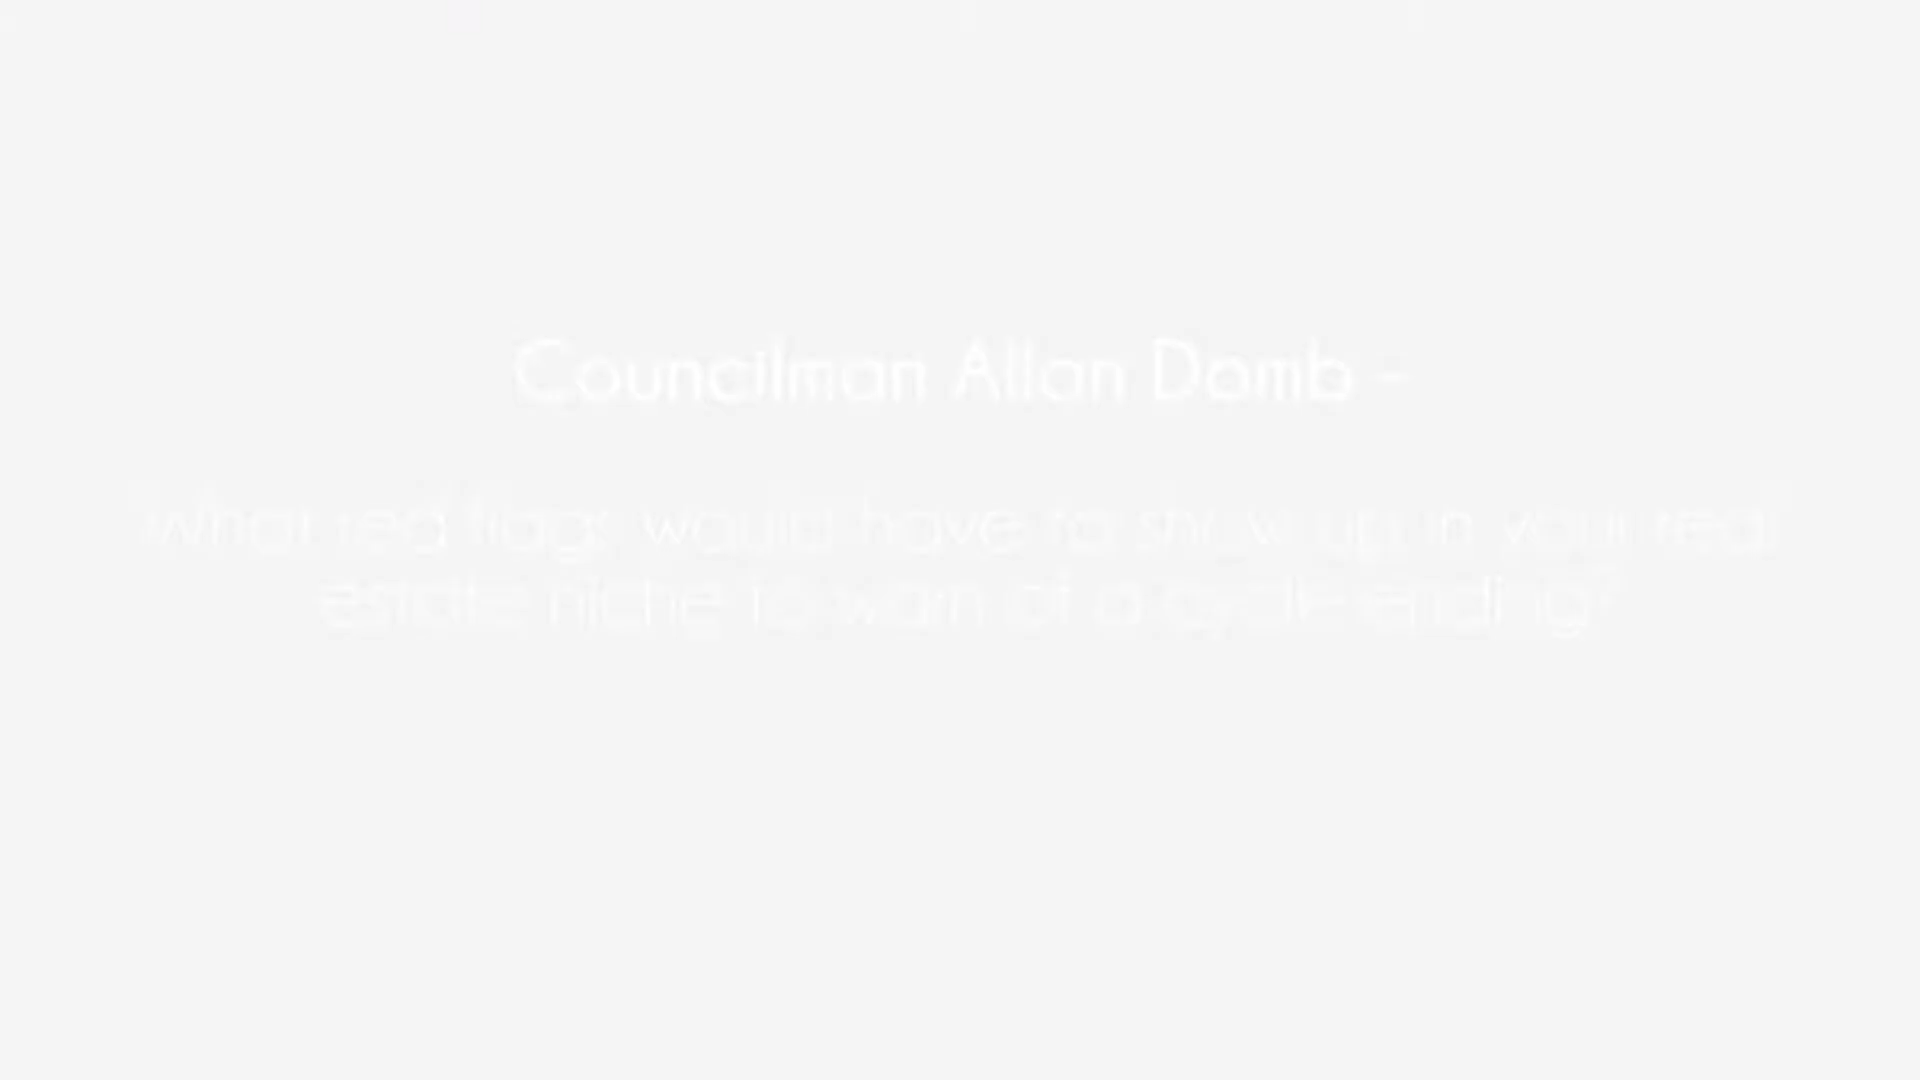 Councilman Allan Domb -
"What red flags would have to show up in your real
estate niche to warn of a cycle ending?"